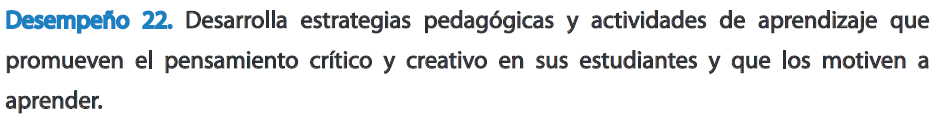 Desempeño 22. Desarrolla estrategias pedagógicas y actividades de aprendizaje que
promueven el pensamiento crítico y creativo en sus estudiantes y que los motiven a
aprender.